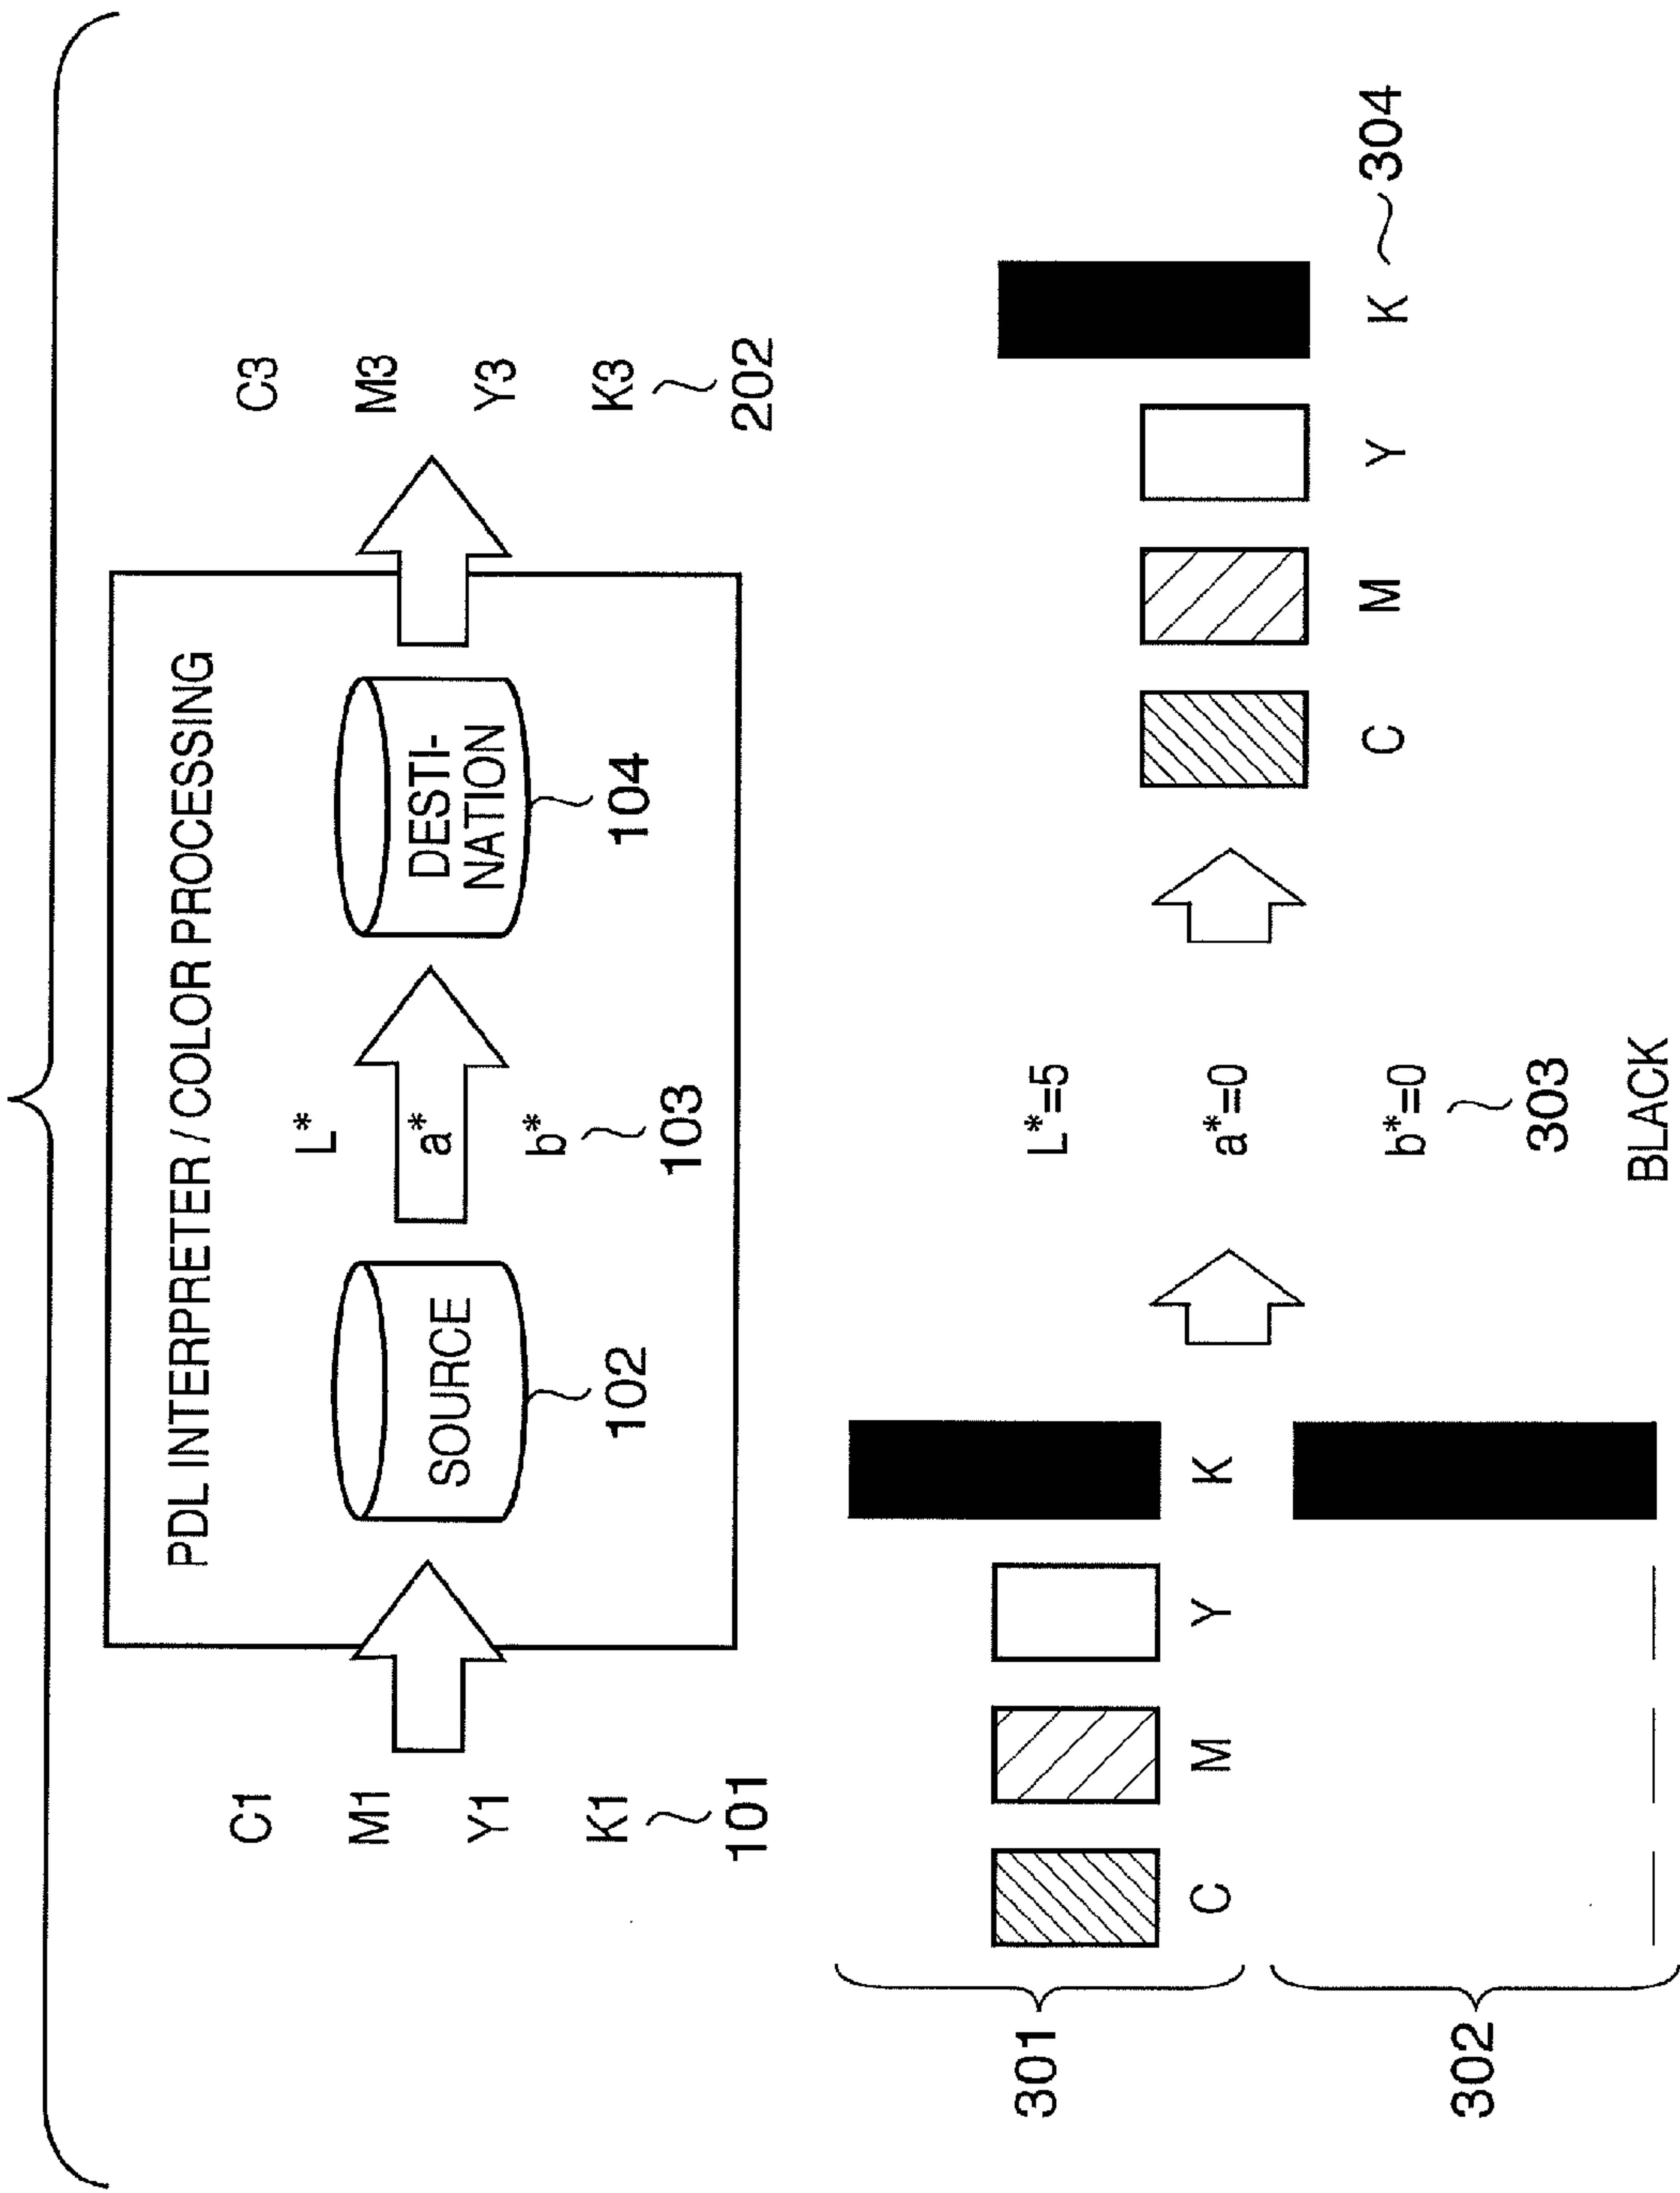 PDL INTERPRETER / COLOR PROCESSING
C1
M1
Y1
K1
101
SOURCE
102
L*
a*
b*
103
DESTI-
NATION
104
C3
M3
Y3
K3
202
301
C M Y K
302
L*=5
a*=0
b*=0
303
BLACK
C M Y K
304